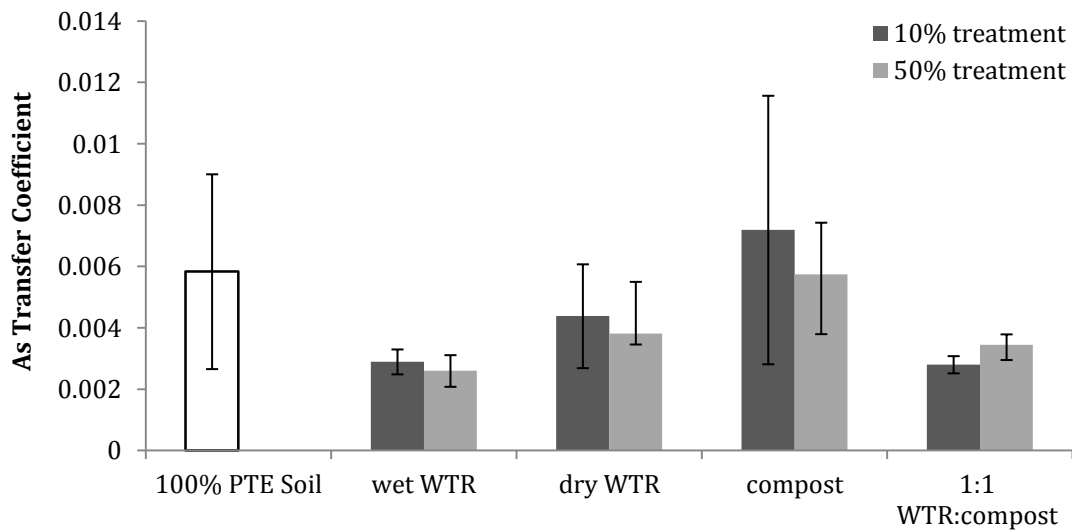 0.014
10% treatment
50% treatment
0.012
0.01
0.008
0.006
0.004
0.002
0
As Transfer Coefficient
100% PTE Soil
wet WTR
dry WTR
compost
1:1
WTR:compost